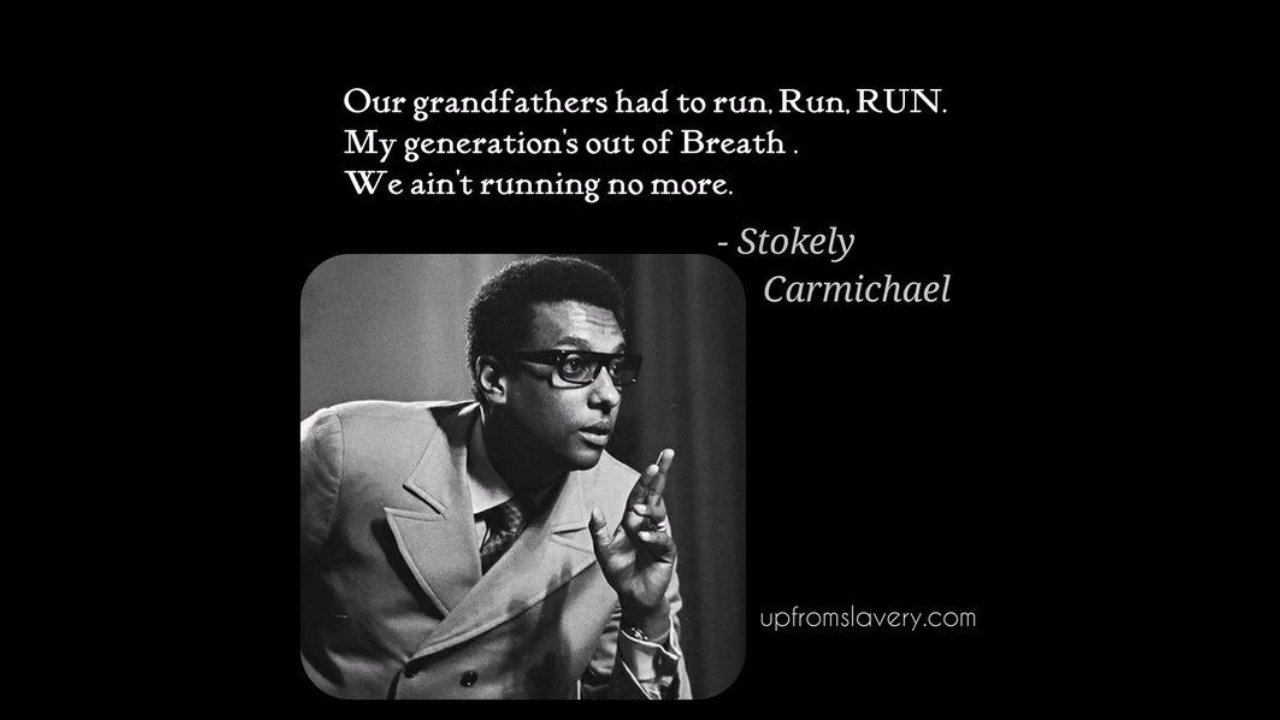 Our grandfathers had to run, Run, RUN.
My generation's out of Breath .
We ain't running no more.
- Stokely
Carmichael
upfromslavery.com